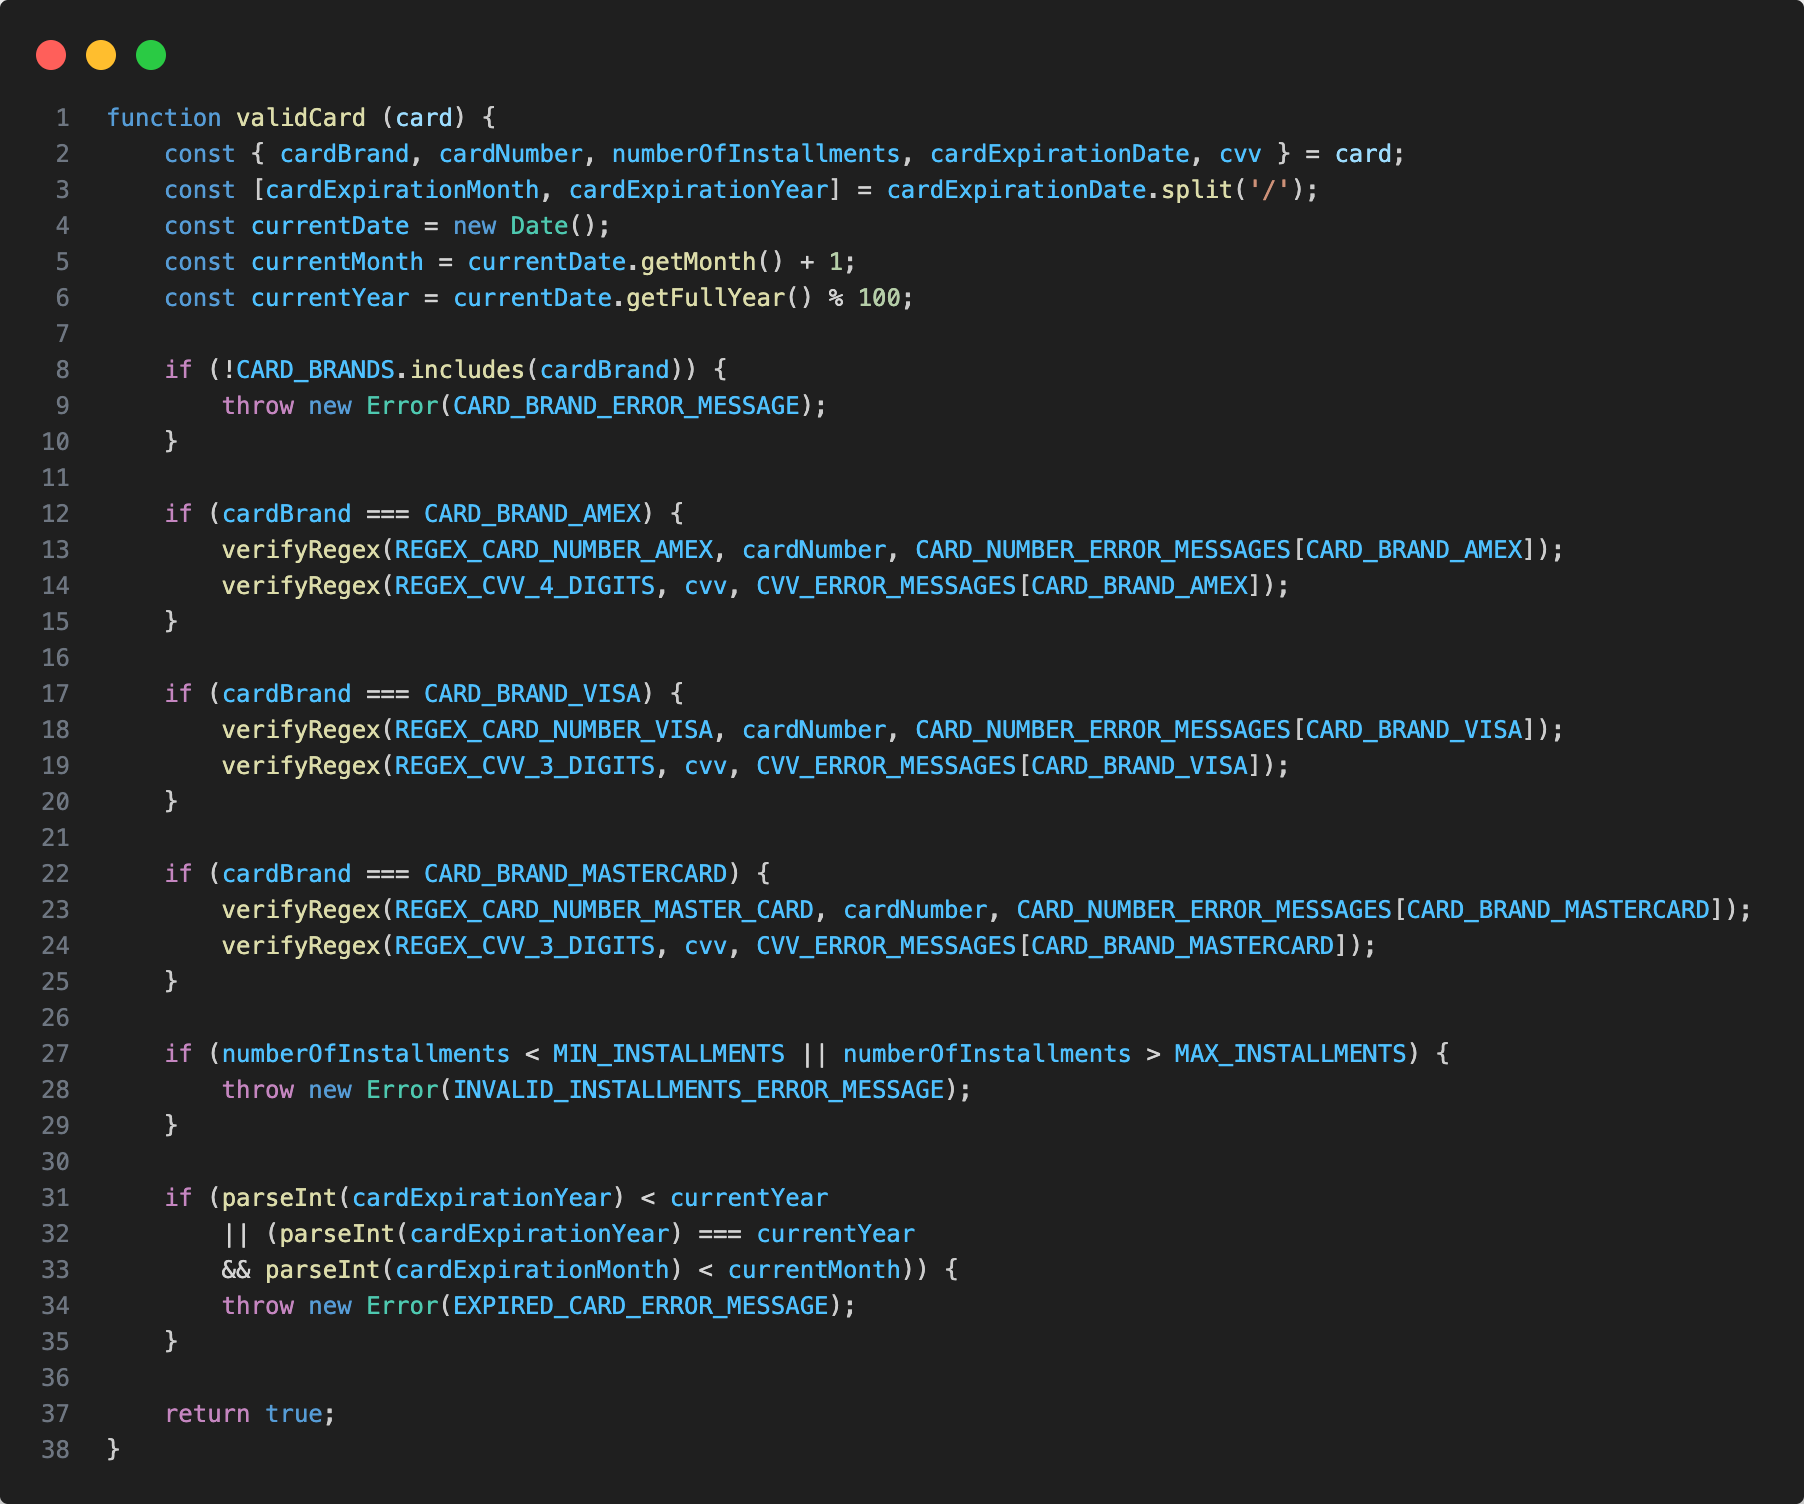 1 function validCard (card) {
2 const { cardBrand, cardNumber, numberOfInstallments, cardExpirationDate, cvv } = card;
3 const [cardExpirationMonth, cardExpirationYear] = cardExpirationDate.split('/');
4 const currentDate = new Date();
5 const currentMonth = currentDate.getMonth() + 1;
6 const currentYear = currentDate.getFullYear() % 100;
7
8 if (!CARD_BRANDS.includes(cardBrand)) {
9 throw new Error(CARD_BRAND_ERROR_MESSAGE);
10 }
11
12 if (cardBrand === CARD_BRAND_AMEX) {
13 verifyRegex(REGEX_CARD_NUMBER_AMEX, cardNumber, CARD_NUMBER_ERROR_MESSAGES[CARD_BRAND_AMEX]);
14 verifyRegex(REGEX_CVV_4_DIGITS, cvv, CVV_ERROR_MESSAGES[CARD_BRAND_AMEX]);
15 }
16
17 if (cardBrand === CARD_BRAND_VISA) {
18 verifyRegex(REGEX_CARD_NUMBER_VISA, cardNumber, CARD_NUMBER_ERROR_MESSAGES[CARD_BRAND_VISA]);
19 verifyRegex(REGEX_CVV_3_DIGITS, cvv, CVV_ERROR_MESSAGES[CARD_BRAND_VISA]);
20 }
21
22 if (cardBrand === CARD_BRAND_MASTERCARD) {
23 verifyRegex(REGEX_CARD_NUMBER_MASTER_CARD, cardNumber, CARD_NUMBER_ERROR_MESSAGES[CARD_BRAND_MASTERCARD]);
24 verifyRegex(REGEX_CVV_3_DIGITS, cvv, CVV_ERROR_MESSAGES[CARD_BRAND_MASTERCARD]);
25 }
26
27 if (numberOfInstallments < MIN_INSTALLMENTS || numberOfInstallments > MAX_INSTALLMENTS) {
28 throw new Error(INVALID_INSTALLMENTS_ERROR_MESSAGE);
29 }
30
31 if (parseInt(cardExpirationYear) < currentYear
32 || (parseInt(cardExpirationYear) === currentYear
33 && parseInt(cardExpirationMonth) < currentMonth)) {
34 throw new Error(EXPIRED_CARD_ERROR_MESSAGE);
35 }
36
37 return true;
38 }